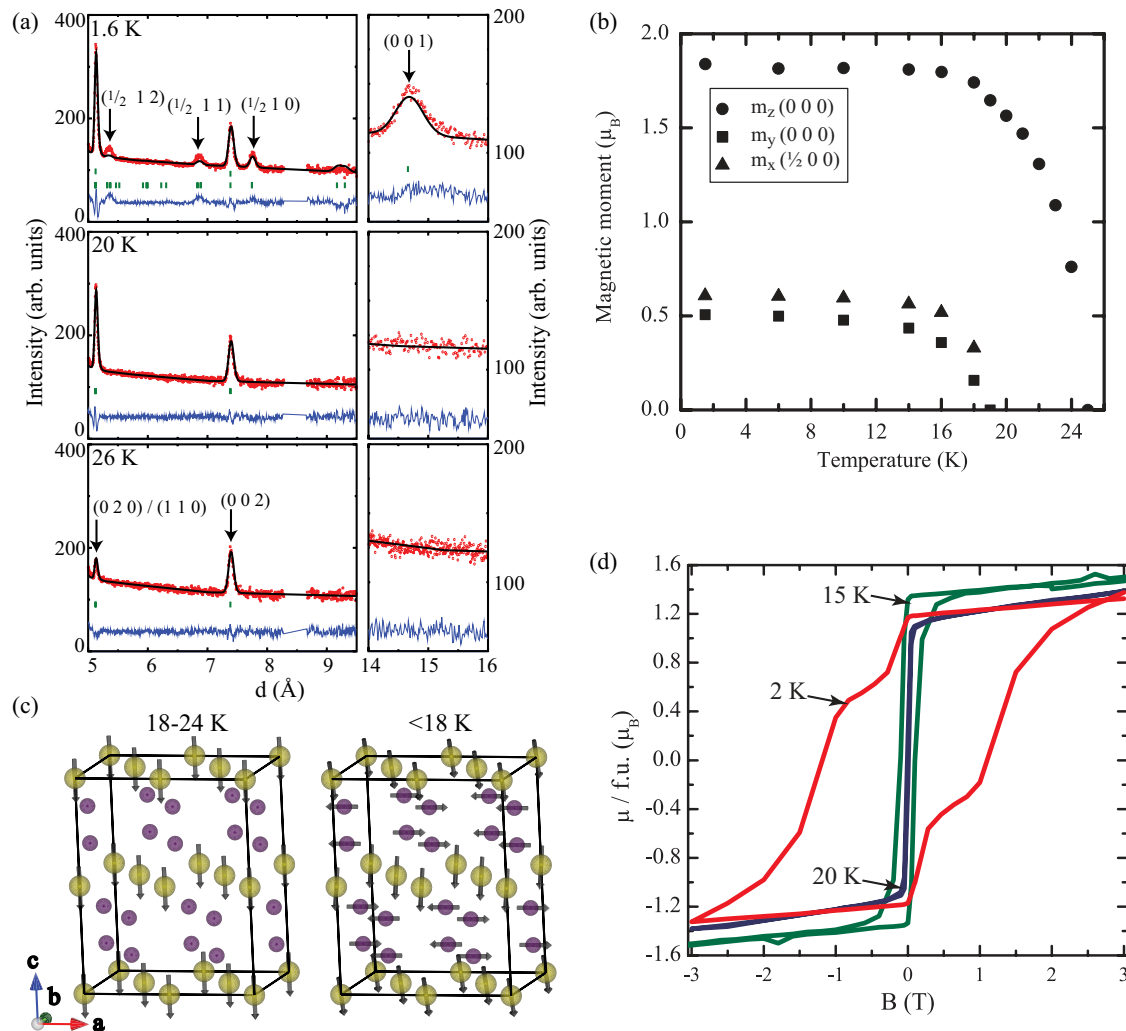 (a)
400
300
200
100
0
1.6 K
(1/2 1 2)
(1/2 1 1)
(1/2 1 0)
200
100
(0 0 1)
Intensity (arb. units)
Intensity (arb. units)
400
200
0
20 K
200
100
400
200
0
26 K
(0 2 0) / (1 1 0)
(0 0 2)
200
100
5 6 7 8 9 14 15 16
d (Å)
(b)
2.0
1.5
1.0
0.5
0.0
Magnetic moment (μB)
mz (0 0 0)
my (0 0 0)
mx (½ 0 0)
0 4 8 12 16 20 24
Temperature (K)
(c)
18-24 K
<18 K
c
b
a
(d)
1.6
1.2
0.8
0.4
0.0
-0.4
-0.8
-1.2
-1.6
μ / f.u. (μB)
15 K
2 K
20 K
-3 -2 -1 0 1 2 3
B (T)